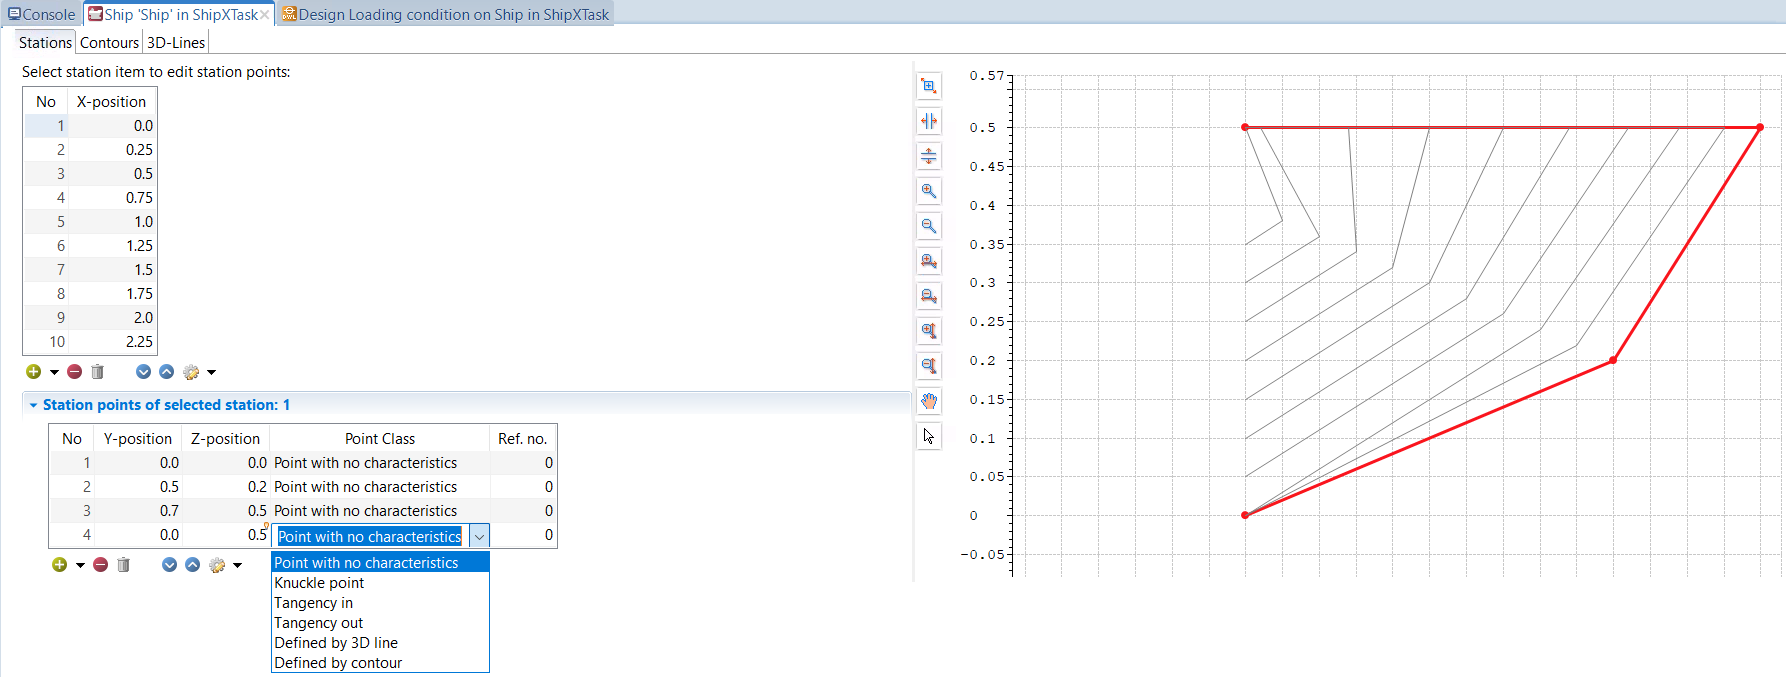 Console Ship 'Ship' in ShipXTask Design Loading condition on Ship in ShipXTask
Stations Contours 3D-Lines
Select station item to edit station points:
No X-position
1 0.0
2 0.25
3 0.5
4 0.75
5 1.0
6 1.25
7 1.5
8 1.75
9 2.0
10 2.25
Station points of selected station: 1
No Y-position Z-position Point Class Ref. no.
1 0.0 0.0 Point with no characteristics 0
2 0.5 0.2 Point with no characteristics 0
3 0.7 0.5 Point with no characteristics 0
4 0.0 0.5 Point with no characteristics 0
Point with no characteristics
Knuckle point
Tangency in
Tangency out
Defined by 3D line
Defined by contour
0.57
0.5
0.45
0.4
0.35
0.3
0.25
0.2
0.15
0.1
0.05
0
-0.05